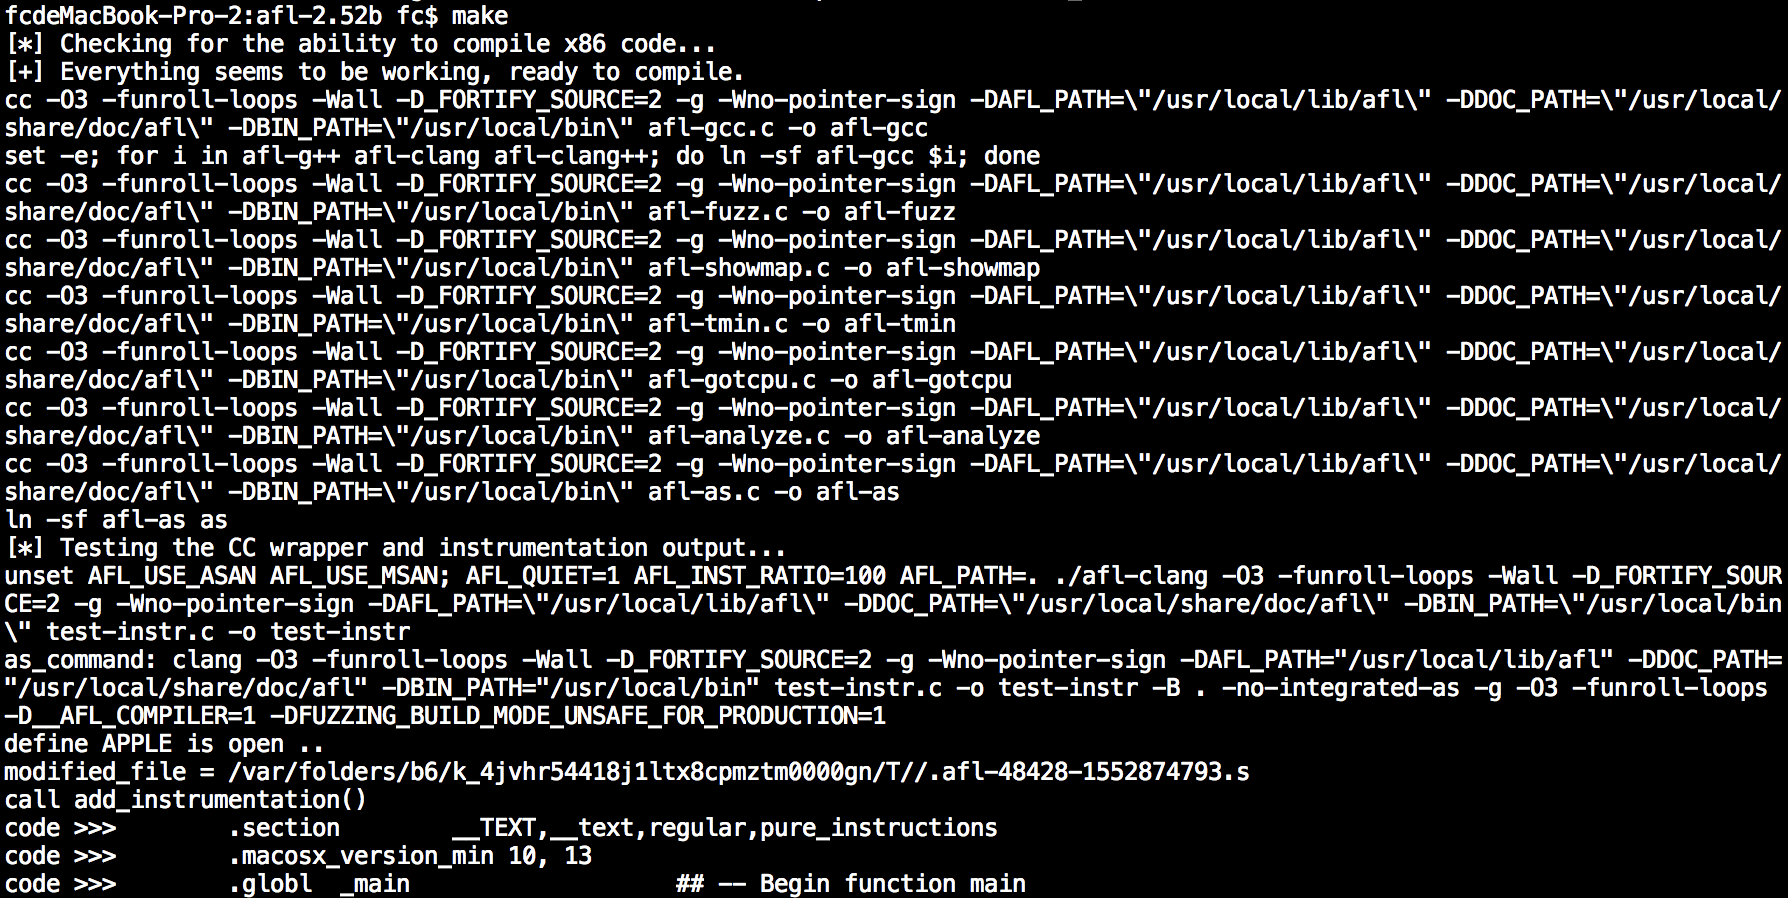 fcdeMacBook-Pro-2:afl-2.52b fc$ make
[*] Checking for the ability to compile x86 code...
[+] Everything seems to be working, ready to compile.
cc -O3 -funroll-loops -Wall -D_FORTIFY_SOURCE=2 -g -Wno-pointer-sign -DAFL_PATH=\"/usr/local/lib/afl\" -DDOC_PATH=\"/usr/local/
share/doc/afl\" -DBIN_PATH=\"/usr/local/bin\" afl-gcc.c -o afl-gcc
set -e; for i in afl-g++ afl-clang afl-clang++; do ln -sf afl-gcc $i; done
cc -O3 -funroll-loops -Wall -D_FORTIFY_SOURCE=2 -g -Wno-pointer-sign -DAFL_PATH=\"/usr/local/lib/afl\" -DDOC_PATH=\"/usr/local/
share/doc/afl\" -DBIN_PATH=\"/usr/local/bin\" afl-fuzz.c -o afl-fuzz
cc -O3 -funroll-loops -Wall -D_FORTIFY_SOURCE=2 -g -Wno-pointer-sign -DAFL_PATH=\"/usr/local/lib/afl\" -DDOC_PATH=\"/usr/local/
share/doc/afl\" -DBIN_PATH=\"/usr/local/bin\" afl-showmap.c -o afl-showmap
cc -O3 -funroll-loops -Wall -D_FORTIFY_SOURCE=2 -g -Wno-pointer-sign -DAFL_PATH=\"/usr/local/lib/afl\" -DDOC_PATH=\"/usr/local/
share/doc/afl\" -DBIN_PATH=\"/usr/local/bin\" afl-tmin.c -o afl-tmin
cc -O3 -funroll-loops -Wall -D_FORTIFY_SOURCE=2 -g -Wno-pointer-sign -DAFL_PATH=\"/usr/local/lib/afl\" -DDOC_PATH=\"/usr/local/
share/doc/afl\" -DBIN_PATH=\"/usr/local/bin\" afl-gotcpu.c -o afl-gotcpu
cc -O3 -funroll-loops -Wall -D_FORTIFY_SOURCE=2 -g -Wno-pointer-sign -DAFL_PATH=\"/usr/local/lib/afl\" -DDOC_PATH=\"/usr/local/
share/doc/afl\" -DBIN_PATH=\"/usr/local/bin\" afl-analyze.c -o afl-analyze
cc -O3 -funroll-loops -Wall -D_FORTIFY_SOURCE=2 -g -Wno-pointer-sign -DAFL_PATH=\"/usr/local/lib/afl\" -DDOC_PATH=\"/usr/local/
share/doc/afl\" -DBIN_PATH=\"/usr/local/bin\" afl-as.c -o afl-as
ln -sf afl-as as
[*] Testing the CC wrapper and instrumentation output...
unset AFL_USE_ASAN AFL_USE_MSAN; AFL_QUIET=1 AFL_INST_RATIO=100 AFL_PATH=. ./afl-clang -O3 -funroll-loops -Wall -D_FORTIFY_SOUR
CE=2 -g -Wno-pointer-sign -DAFL_PATH=\"/usr/local/lib/afl\" -DDOC_PATH=\"/usr/local/share/doc/afl\" -DBIN_PATH=\"/usr/local/bin
\" test-instr.c -o test-instr
as_command: clang -O3 -funroll-loops -Wall -D_FORTIFY_SOURCE=2 -g -Wno-pointer-sign -DAFL_PATH="/usr/local/lib/afl" -DDOC_PATH=
"/usr/local/share/doc/afl" -DBIN_PATH="/usr/local/bin" test-instr.c -o test-instr -B . -no-integrated-as -g -O3 -funroll-loops
-D__AFL_COMPILER=1 -DFUZZING_BUILD_MODE_UNSAFE_FOR_PRODUCTION=1
define APPLE is open ..
modified_file = /var/folders/b6/k_4jvhr54418j1ltx8cpmztm0000gn/T//.afl-48428-1552874793.s
call add_instrumentation()
code >>>        .section        __TEXT,__text,regular,pure_instructions
code >>>        .macosx_version_min 10, 13
code >>>        .globl  _main                   ## -- Begin function main